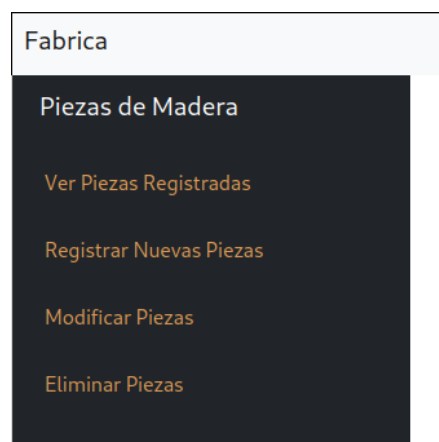 Fabrica
Piezas de Madera
Ver Piezas Registradas
Registrar Nuevas Piezas
Modificar Piezas
Eliminar Piezas